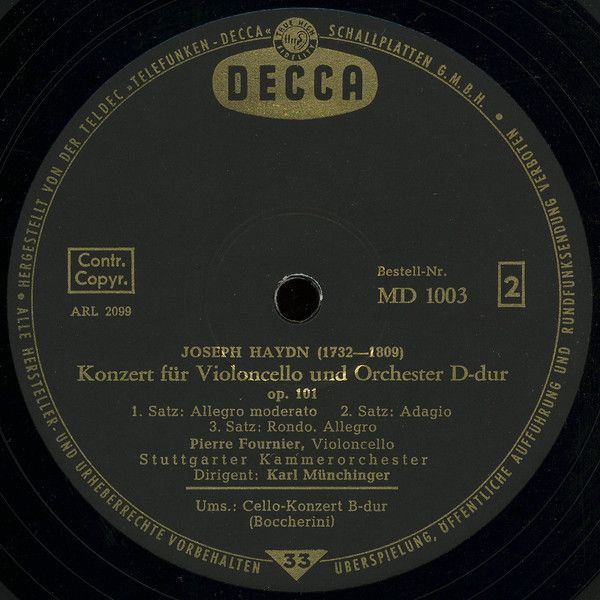 TRUE HIGH
FIDELITY
DECCA
• HERGESTELLT VON DER TELDEC »TELEFUNKEN-DECCA« SCHALLPLATTEN G.M.B.H. •
Contr.
Copyr.
ARL 2099
Bestell-Nr.
MD 1003
2
JOSEPH HAYDN (1732—1809)
Konzert für Violoncello und Orchester D-dur
op. 101
1. Satz: Allegro moderato 2. Satz: Adagio
3. Satz: Rondo. Allegro
Pierre Fournier, Violoncello
Stuttgarter Kammerorchester
Dirigent: Karl Münchinger
Ums.: Cello-Konzert B-dur
(Boccherini)
ALLE HERSTELLER- UND URHEBERRECHTE VORBEHALTEN
33
ÜBERSPIELUNG, ÖFFENTLICHE AUFFÜHRUNG UND RUNDFUNKSENDUNG VERBOTEN